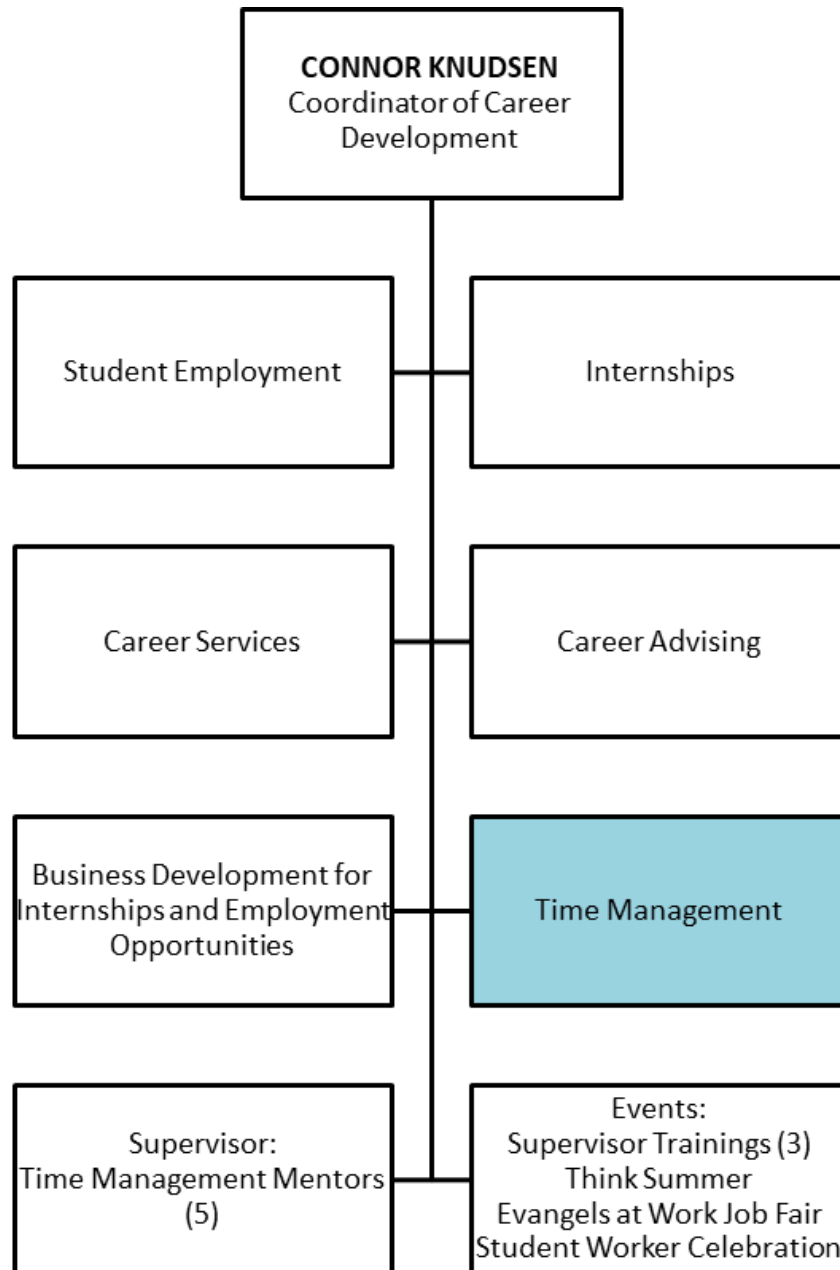 CONNOR KNUDSEN
Coordinator of Career
Development
Student Employment
Internships
Career Services
Career Advising
Business Development for
Internships and Employment
Opportunities
Time Management
Supervisor:
Time Management Mentors
(5)
Events:
Supervisor Trainings (3)
Think Summer
Evangels at Work Job Fair
Student Worker Celebration